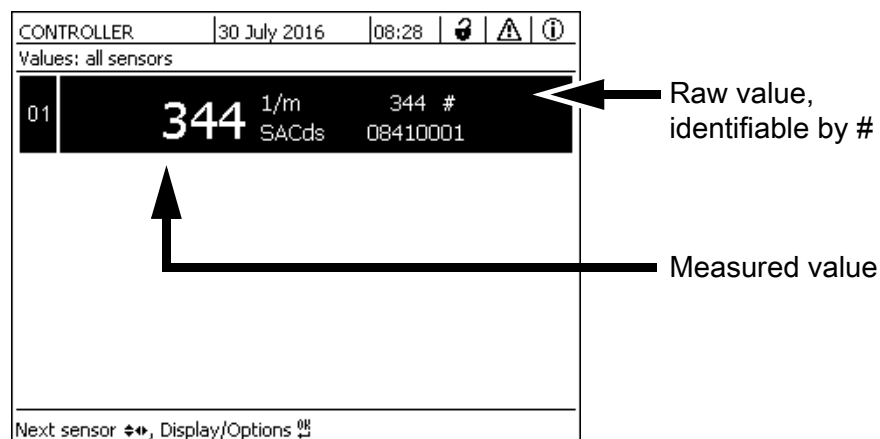 CONTROLLER 30 July 2016 08:28
Values: all sensors
01 344 1/m 344 #
SACds 08410001
Raw value,
identifiable by #
Measured value
Next sensor, Display/Options OK